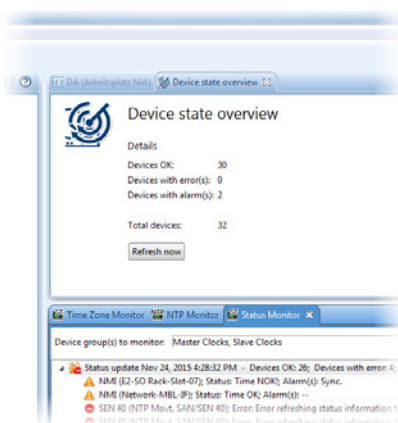 DA (Arbeitsplatz NiA) Device state overview
Device state overview
Details
Devices OK: 30
Devices with error(s): 0
Devices with alarm(s): 2
Total devices: 32
Refresh now
Time Zone Monitor NTP Monitor Status Monitor
Device group(s) to monitor: Master Clocks, Slave Clocks
Status update Nov 24, 2015 4:28:32 PM - Devices OK: 26; Devices with error: 4;
NMI (E2-SO Rack-Slot-07); Status: Time NOK!; Alarm(s): Sync.
NMI (Network-MBL-IF); Status: Time OK; Alarm(s): --
SEN 40 (NTP Movt. SAN/SEN 40); Error: Error refreshing status information f